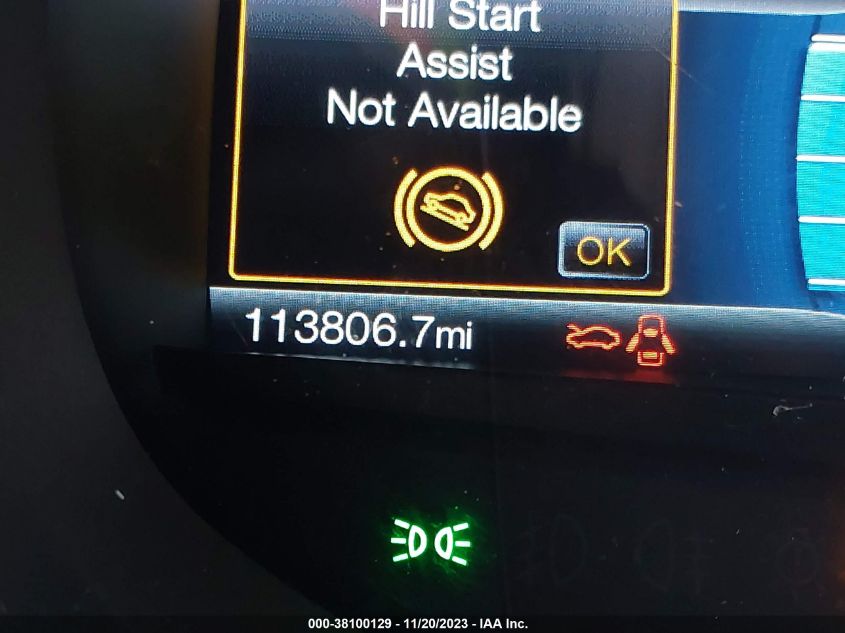 Hill Start
Assist
Not Available
OK
113806.7mi
000-38100129 - 11/20/2023 - IAA Inc.